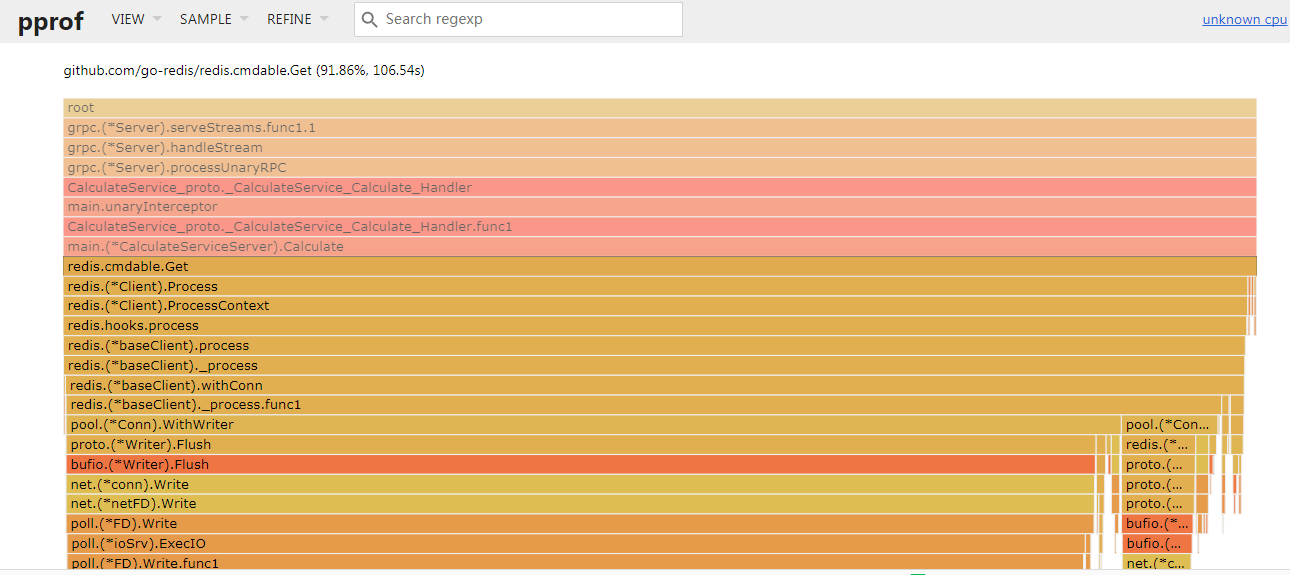 pprof VIEW SAMPLE REFINE Search regexp unknown cpu
github.com/go-redis/redis.cmdable.Get (91.86%, 106.54s)
root
grpc.(*Server).serveStreams.func1.1
grpc.(*Server).handleStream
grpc.(*Server).processUnaryRPC
CalculateService_proto._CalculateService_Calculate_Handler
main.unaryInterceptor
CalculateService_proto._CalculateService_Calculate_Handler.func1
main.(*CalculateServiceServer).Calculate
redis.cmdable.Get
redis.(*Client).Process
redis.(*Client).ProcessContext
redis.hooks.process
redis.(*baseClient).process
redis.(*baseClient)._process
redis.(*baseClient).withConn
redis.(*baseClient)._process.func1
pool.(*Conn).WithWriter pool.(*Con...
proto.(*Writer).Flush redis.(*...
bufio.(*Writer).Flush proto.(...
net.(*conn).Write proto.(...
net.(*netFD).Write proto.(...
poll.(*FD).Write bufio.(*...
poll.(*ioSrv).ExecIO bufio.(...
poll.(*FD).Write.func1 net.(*c...